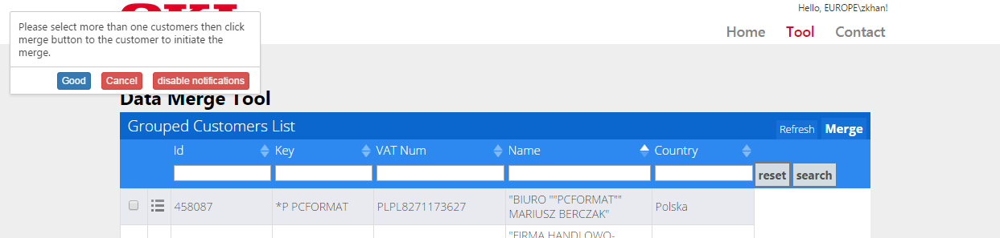 Hello, EUROPE\zkhan!
Please select more than one customers then click
merge button to the customer to initiate the
merge.
Good Cancel disable notifications
Home Tool Contact
Data Merge Tool
Grouped Customers List Refresh Merge
Id Key VAT Num Name Country
reset search
458087 *P PCFORMAT PLPL8271173627 "BIURO ""PCFORMAT"" Polska
MARIUSZ BERCZAK"
"FIRMA HANDLOWO-